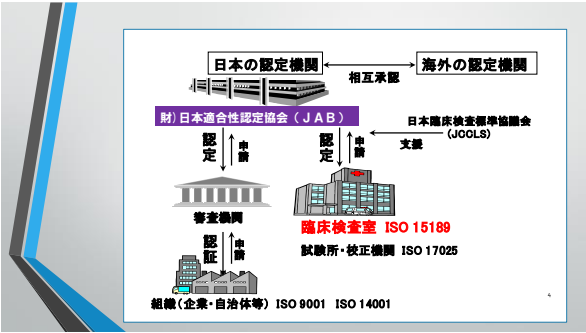 日本の認定機関
海外の認定機関
相互承認
財)日本適合性認定協会（ＪＡＢ）
日本臨床検査標準協議会
(JCCLS)
支援
認定
申請
認定
申請
審査機関
臨床検査室 ISO 15189
試験所・校正機関 ISO 17025
認証
申請
組織（企業・自治体等） ISO 9001 ISO 14001
4